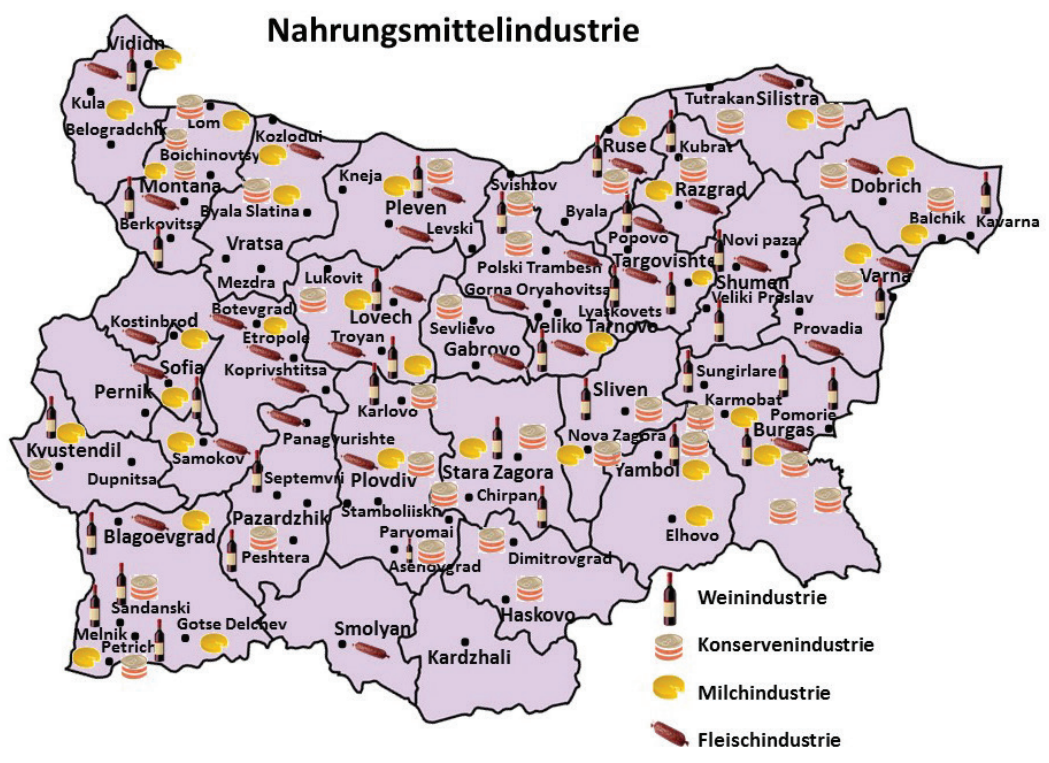 Nahrungsmittelindustrie
Vididn
Kula
Belogradchik
Lom
Kozlodui
Boichinovtsy
Montana
Berkovitsa
Byala Slatina
Vratsa
Mezdra
Kneja
Pleven
Levski
Svishzov
Ruse
Byala
Tutrakan
Silistra
Kubrat
Razgrad
Dobrich
Balchik
Kavarna
Popovo
Targovishte
Novi pazar
Shumen
Varna
Veliki Preslav
Provadia
Polski Trambesh
Gorna Oryahovitsa
Lyaskovets
Veliko Tarnovo
Lukovit
Lovech
Troyan
Sevlievo
Gabrovo
Botevgrad
Etropole
Koprivshtitsa
Kostinbrod
Sofia
Pernik
Kyustendil
Dupnitsa
Samokov
Panagyurishte
Septemvri
Pazardzhik
Peshtera
Karlovo
Plovdiv
Stamboliiski
Parvomai
Asenovgrad
Stara Zagora
Chirpan
Sliven
Nova Zagora
Yambol
Elhovo
Sungirlare
Karmobat
Pomorie
Burgas
Dimitrovgrad
Haskovo
Blagoevgrad
Sandanski
Melnik
Petrich
Gotse Delchev
Smolyan
Kardzhali
Weinindustrie
Konservenindustrie
Milchindustrie
Fleischindustrie